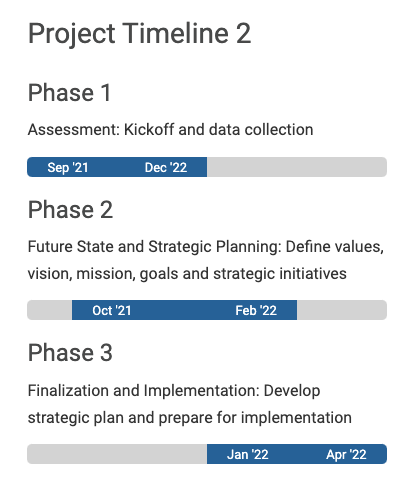 Project Timeline 2
Phase 1
Assessment: Kickoff and data collection
Sep '21 Dec '22
Phase 2
Future State and Strategic Planning: Define values,
vision, mission, goals and strategic initiatives
Oct '21 Feb '22
Phase 3
Finalization and Implementation: Develop
strategic plan and prepare for implementation
Jan '22 Apr '22